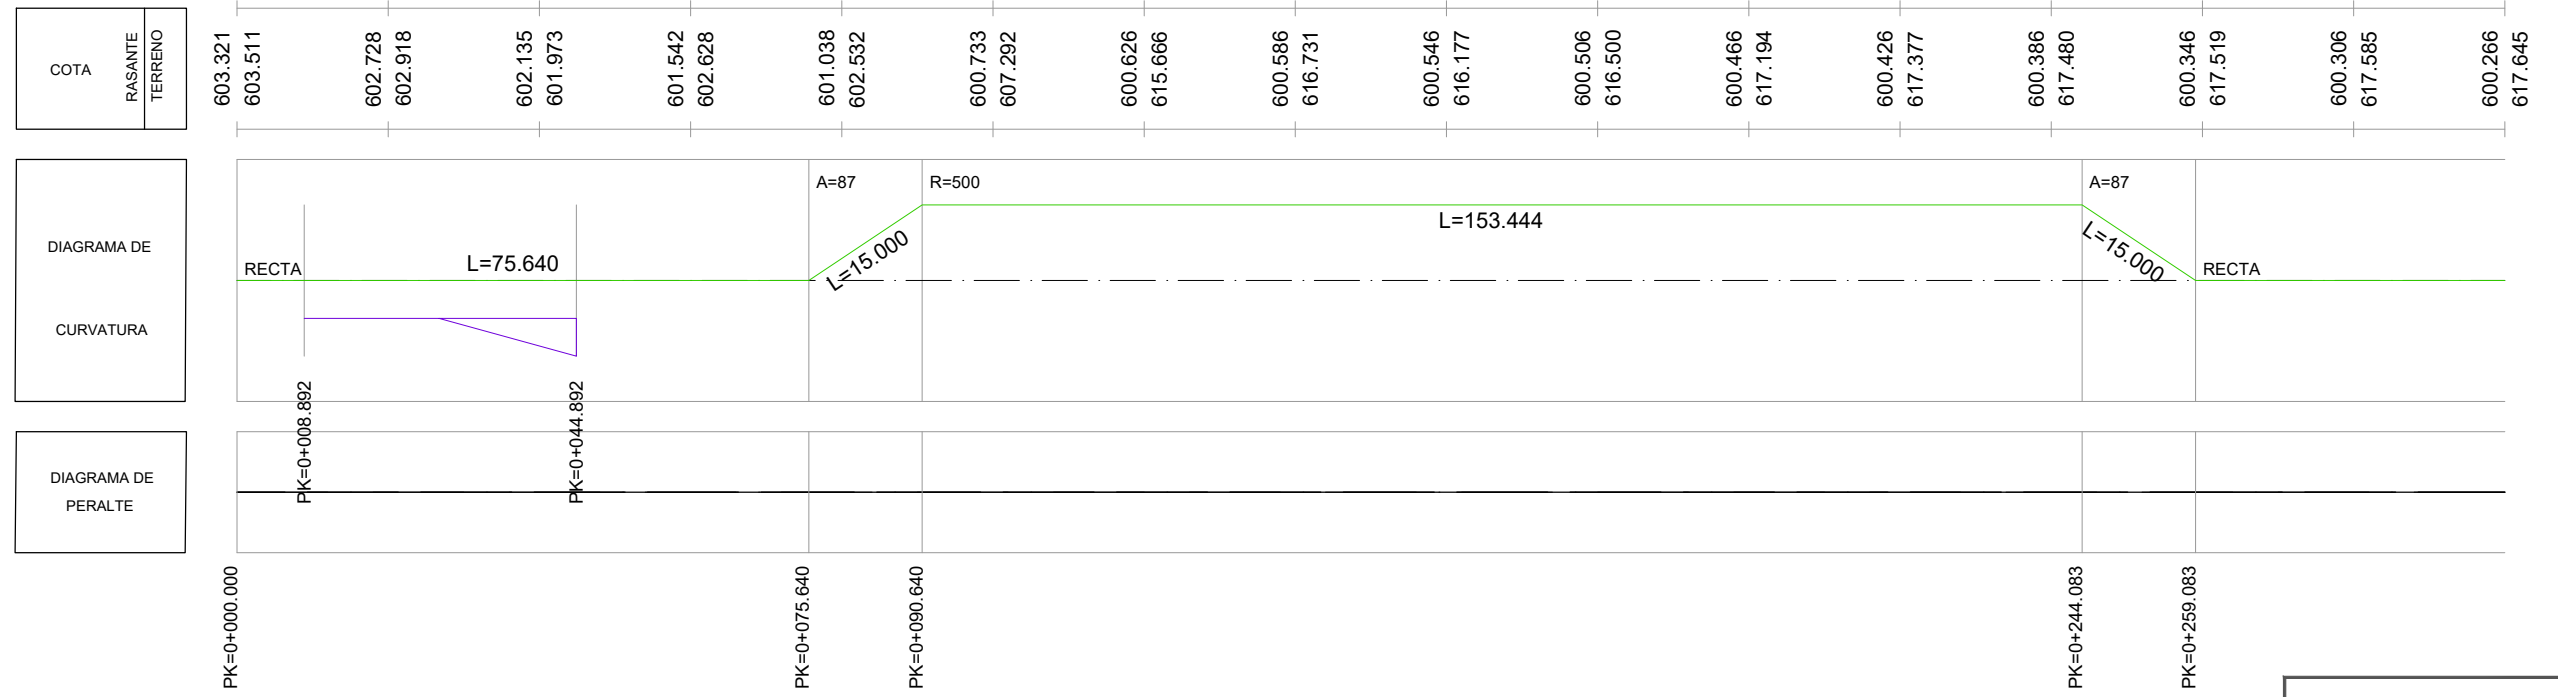 COTA
RASANTE
TERRENO
603.321
603.511
602.728
602.918
602.135
601.973
601.542
602.628
601.038
602.532
600.733
607.292
600.626
615.666
600.586
616.731
600.546
616.177
600.506
616.500
600.466
617.194
600.426
617.377
600.386
617.480
600.346
617.519
600.306
617.585
600.266
617.645
DIAGRAMA DE
CURVATURA
RECTA
L=75.640
A=87
L=15.000
R=500
L=153.444
A=87
L=15.000
RECTA
PK=0+008.892
PK=0+044.892
DIAGRAMA DE
PERALTE
PK=0+000.000
PK=0+075.640
PK=0+090.640
PK=0+244.083
PK=0+259.083